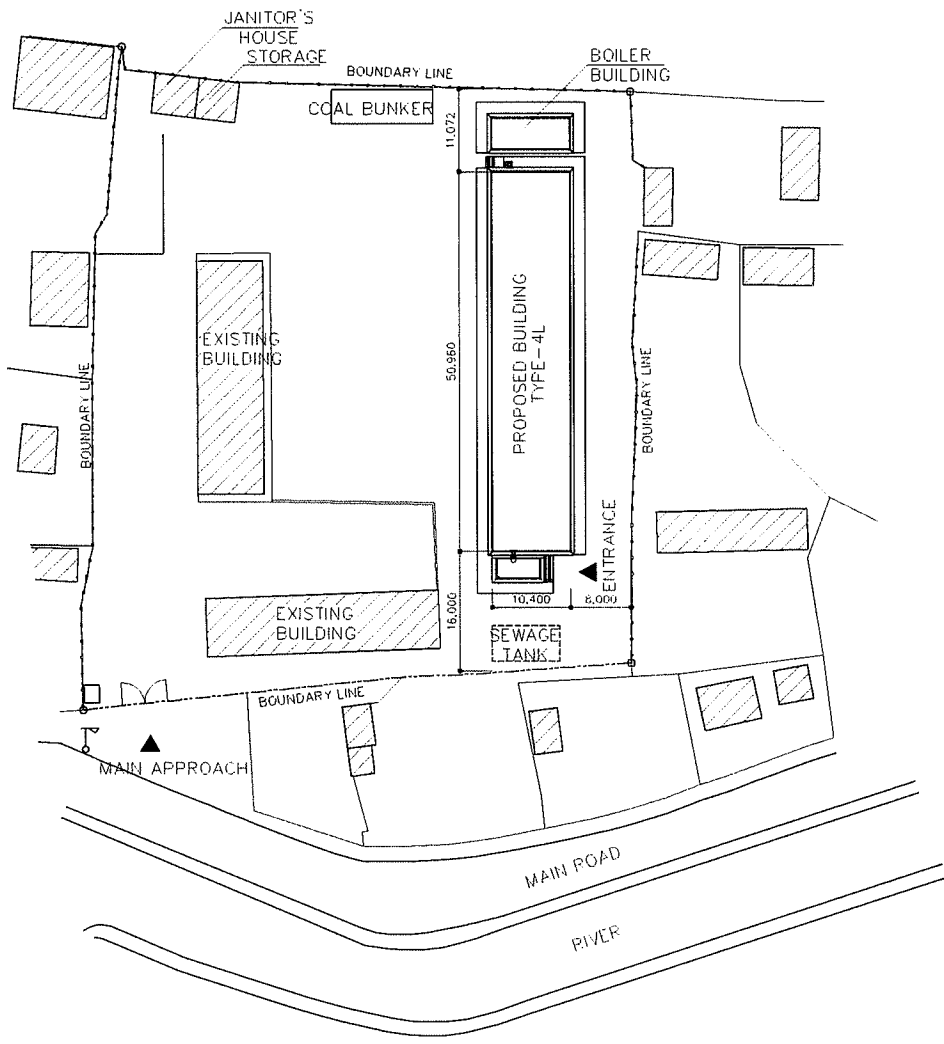 JANITOR'S
HOUSE
STORAGE
BOUNDARY LINE
BOILER
BUILDING
COAL BUNKER
11.072
EXISTING
BUILDING
50.960
PROPOSED BUILDING
TYPE-4L
BOUNDARY LINE
BOUNDARY LINE
ENTRANCE
10.400
8.000
16.000
EXISTING
BUILDING
SEWAGE
TANK
BOUNDARY LINE
MAIN APPROACH
MAIN ROAD
RIVER